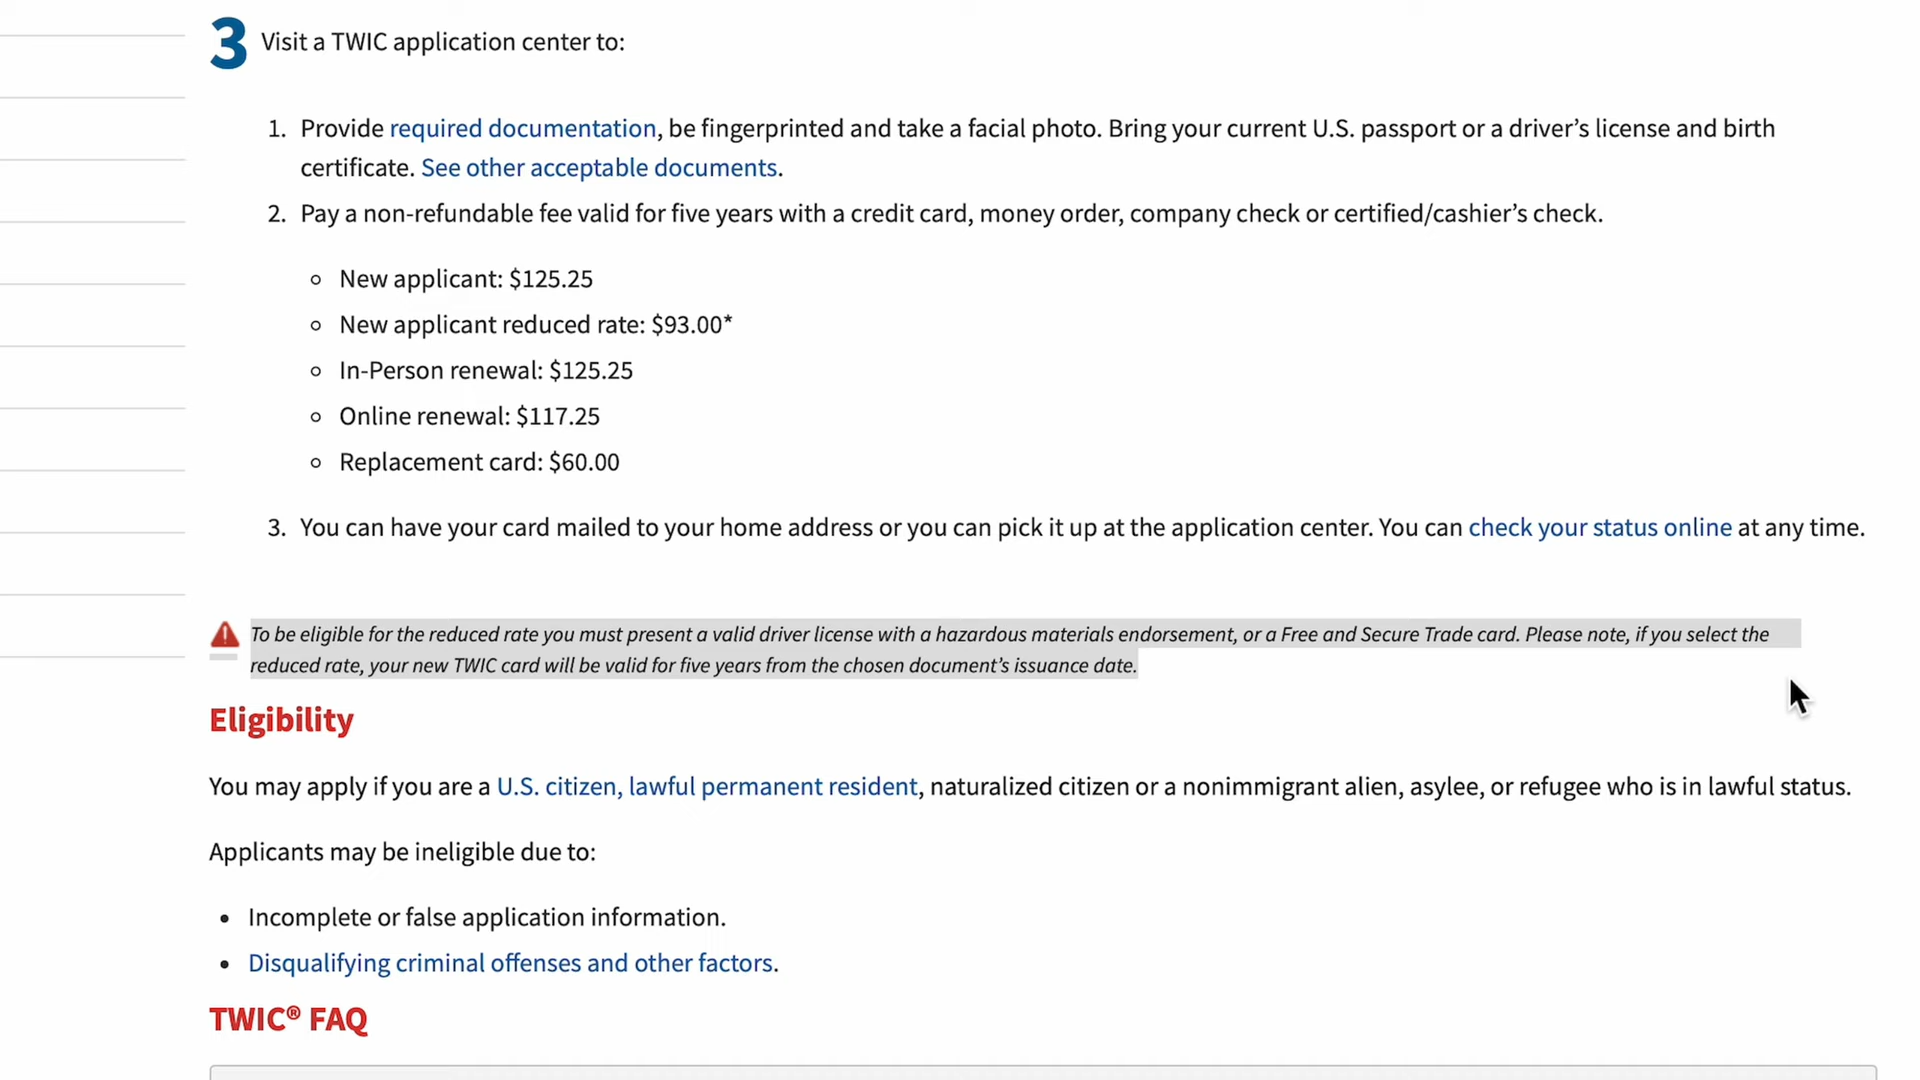 3 Visit a TWIC application center to:
1. Provide required documentation, be fingerprinted and take a facial photo. Bring your current U.S. passport or a driver’s license and birth
certificate. See other acceptable documents.
2. Pay a non-refundable fee valid for five years with a credit card, money order, company check or certified/cashier’s check.
New applicant: $125.25
New applicant reduced rate: $93.00*
In-Person renewal: $125.25
Online renewal: $117.25
Replacement card: $60.00
3. You can have your card mailed to your home address or you can pick it up at the application center. You can check your status online at any time.
To be eligible for the reduced rate you must present a valid driver license with a hazardous materials endorsement, or a Free and Secure Trade card. Please note, if you select the
reduced rate, your new TWIC card will be valid for five years from the chosen document’s issuance date.
Eligibility
You may apply if you are a U.S. citizen, lawful permanent resident, naturalized citizen or a nonimmigrant alien, asylee, or refugee who is in lawful status.
Applicants may be ineligible due to:
• Incomplete or false application information.
• Disqualifying criminal offenses and other factors.
TWIC® FAQ